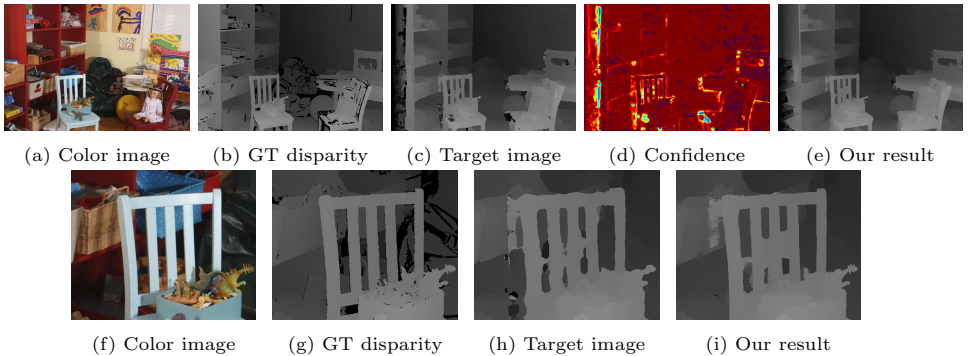 (a) Color image (b) GT disparity (c) Target image (d) Confidence (e) Our result
(f) Color image (g) GT disparity (h) Target image (i) Our result